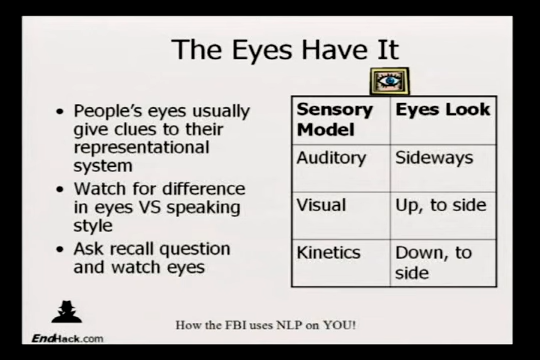 The Eyes Have It
• People's eyes usually
give clues to their
representational
system
• Watch for difference
in eyes VS speaking
style
• Ask recall question
and watch eyes
Sensory Model | Eyes Look
Auditory | Sideways
Visual | Up, to side
Kinetics | Down, to side
How the FBI uses NLP on YOU!
EndHack.com